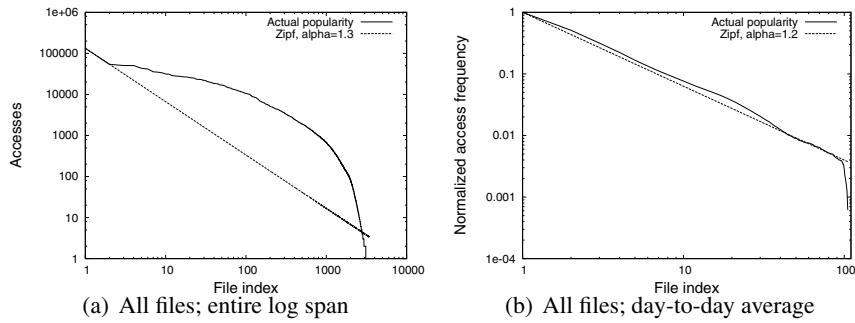 1e+06
100000
10000
1000
100
10
1
1 10 100 1000 10000
Accesses
File index
Actual popularity
Zipf, alpha=1.3
(a) All files; entire log span
1
0.1
0.01
0.001
1e-04
1 10 100
Normalized access frequency
File index
Actual popularity
Zipf, alpha=1.2
(b) All files; day-to-day average